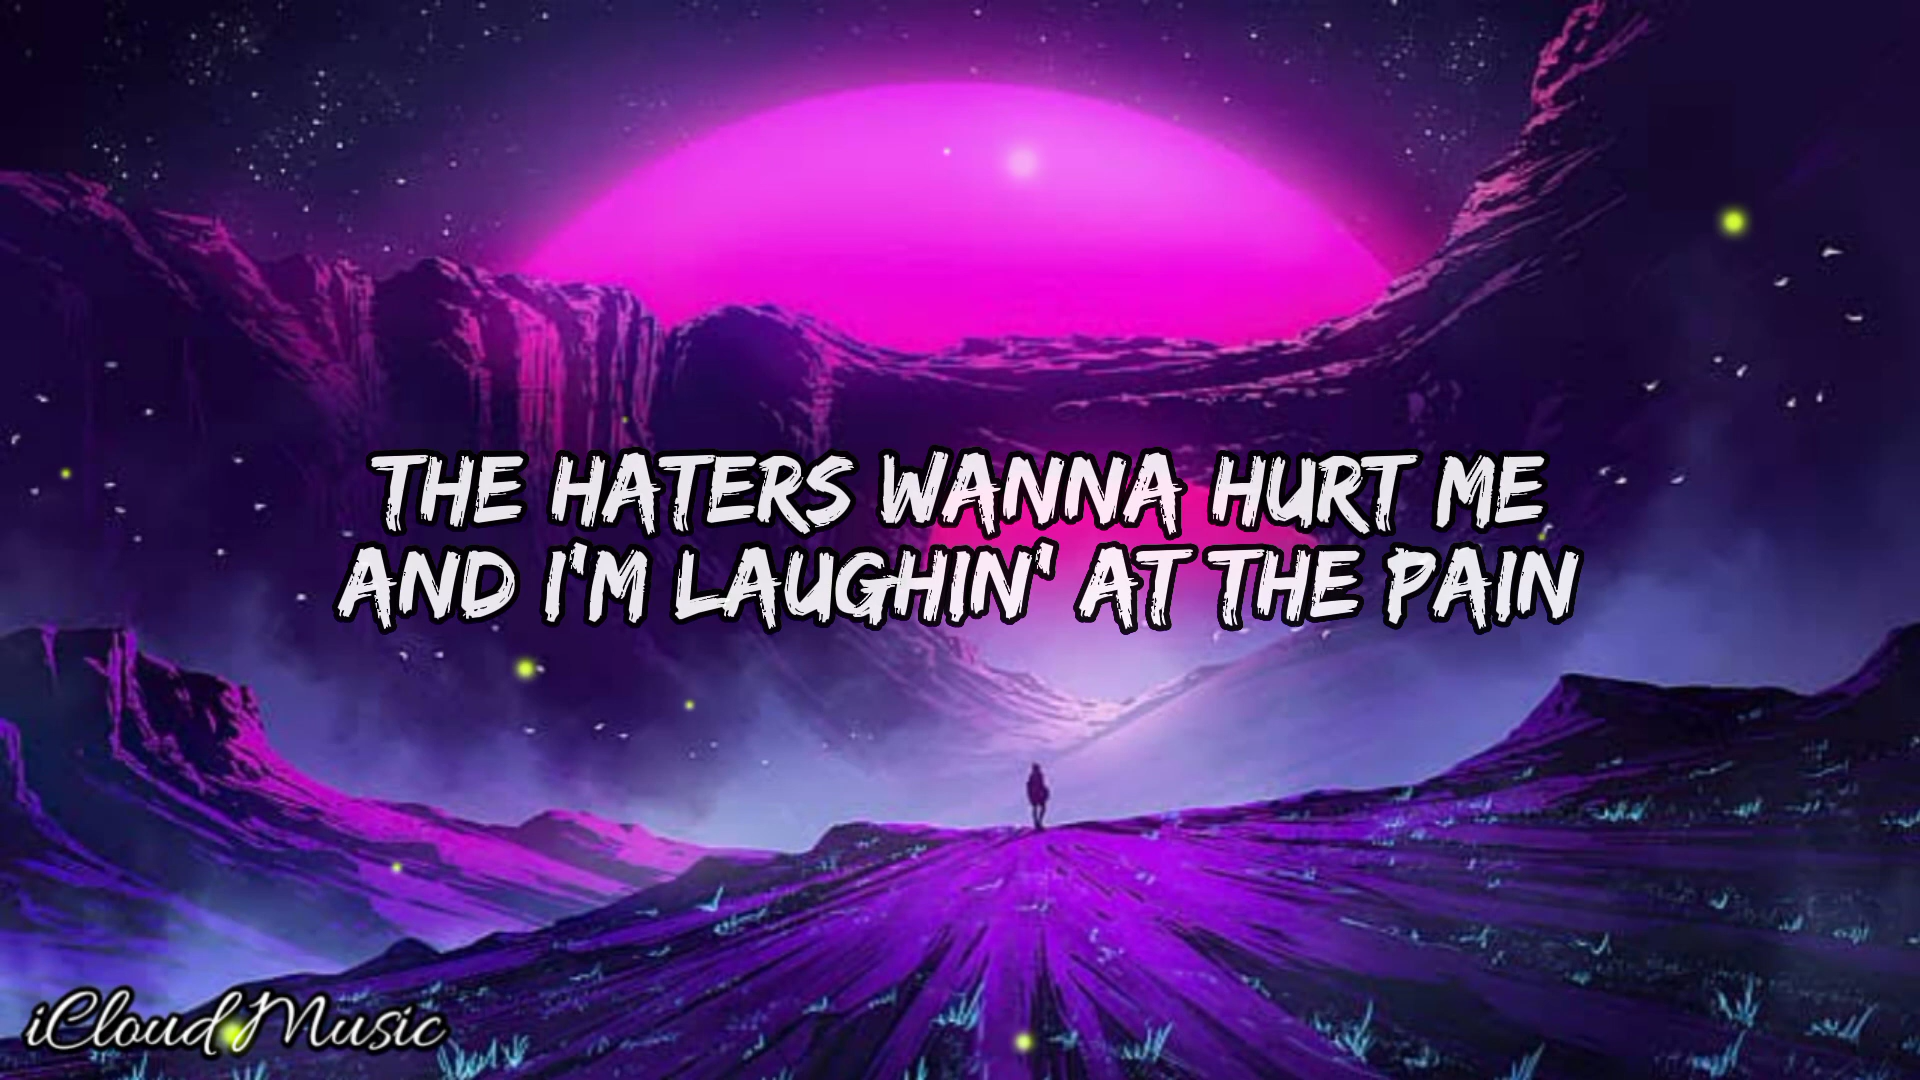 THE HATERS WANNA HURT ME
AND I'M LAUGHIN' AT THE PAIN
iCloud Music